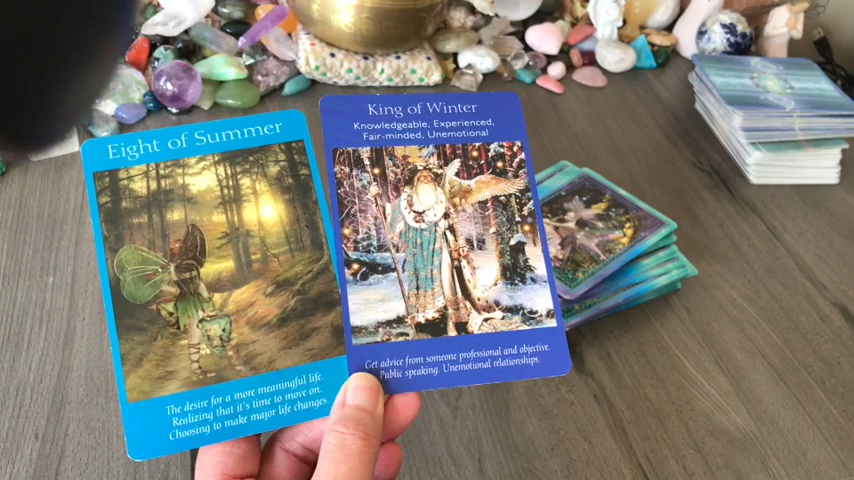 Eight of Summer
The desire for a more meaningful life.
Realizing that it's time to move on.
Choosing to make major life changes.
King of Winter
Knowledgeable, Experienced,
Fair-minded, Unemotional
Get advice from someone professional and objective.
Public speaking. Unemotional relationships.